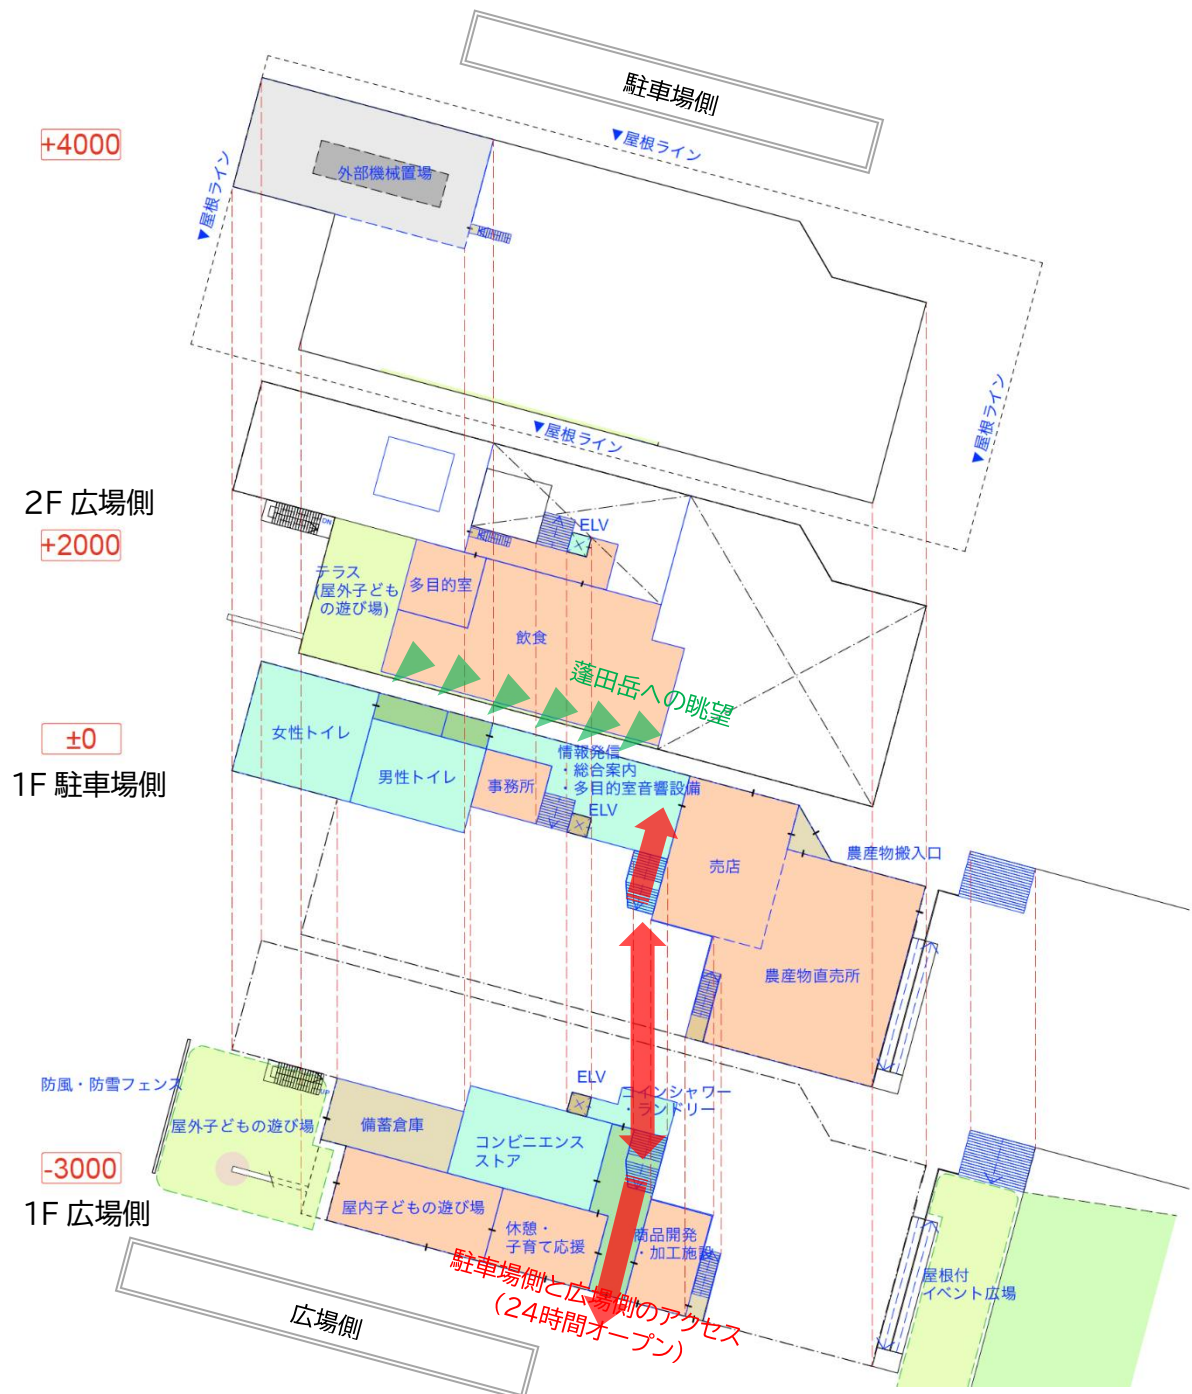 駐車場側
+4000
▼屋根ライン
▼屋根ライン
外部機械置場
▼屋根ライン
▼屋根ライン
2F 広場側
+2000
DN
ELV
テラス
(屋外子ども
の遊び場)
多目的室
飲食
蓬田岳への眺望
±0
1F 駐車場側
女性トイレ
男性トイレ
事務所
情報発信
・総合案内
・多目的室音響設備
ELV
売店
農産物搬入口
農産物直売所
防風・防雪フェンス
ELV
コインシャワー
・ランドリー
屋外子どもの遊び場
備蓄倉庫
コンビニエンス
ストア
-3000
1F 広場側
屋内子どもの遊び場
休憩・
子育て応援
商品開発
・加工施設
屋根付
イベント広場
駐車場側と広場側のアクセス
（24時間オープン）
広場側